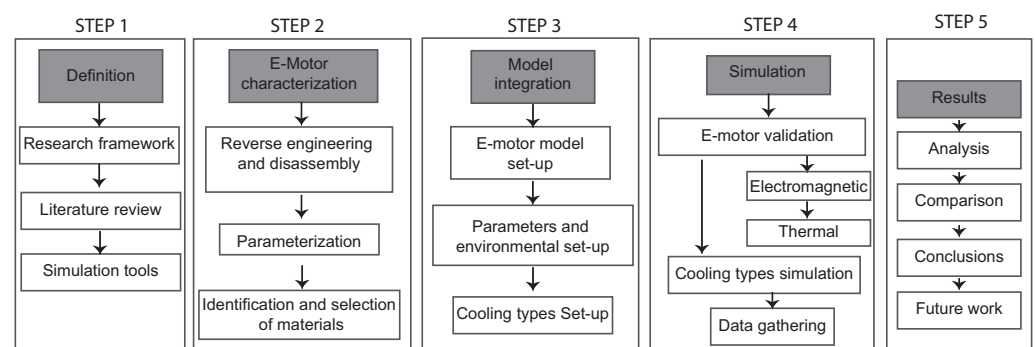 STEP 1
Definition
Research framework
Literature review
Simulation tools
STEP 2
E-Motor
characterization
Reverse engineering
and disassembly
Parameterization
Identification and selection
of materials
STEP 3
Model
integration
E-motor model
set-up
Parameters and
environmental set-up
Cooling types Set-up
STEP 4
Simulation
E-motor validation
Electromagnetic
Thermal
Cooling types simulation
Data gathering
STEP 5
Results
Analysis
Comparison
Conclusions
Future work